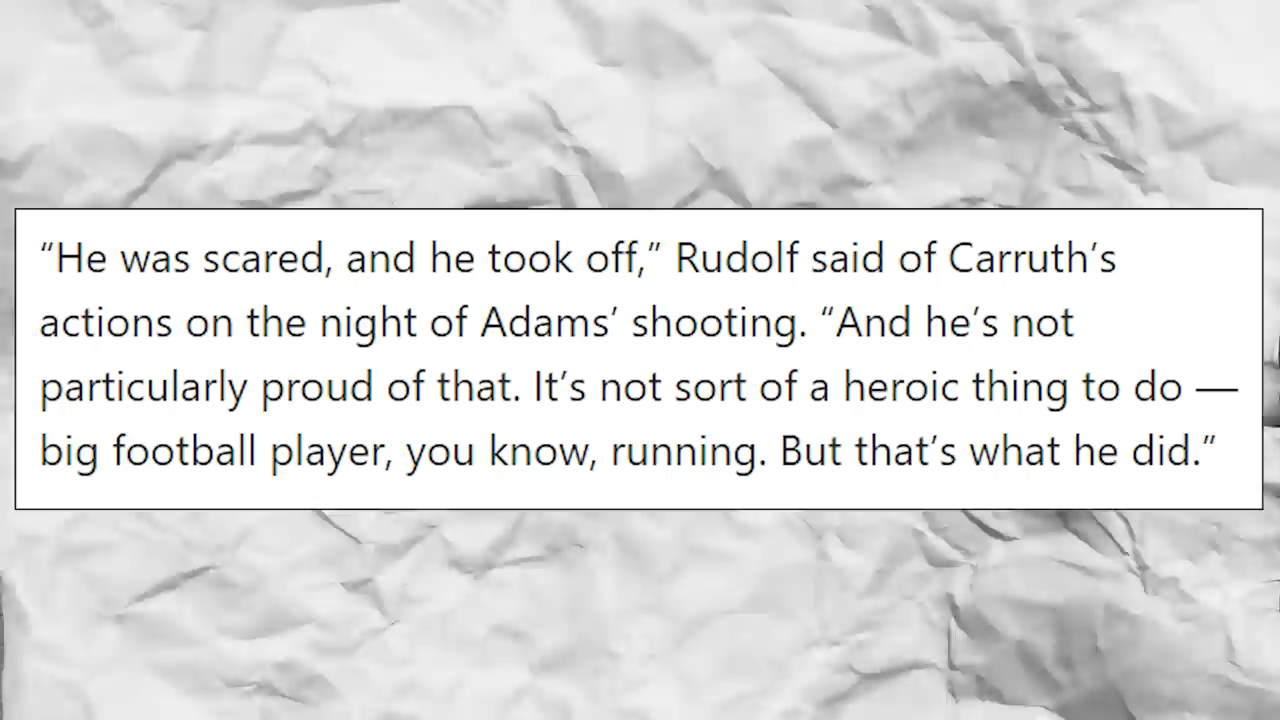 “He was scared, and he took off,” Rudolf said of Carruth’s
actions on the night of Adams’ shooting. “And he’s not
particularly proud of that. It’s not sort of a heroic thing to do —
big football player, you know, running. But that’s what he did.”